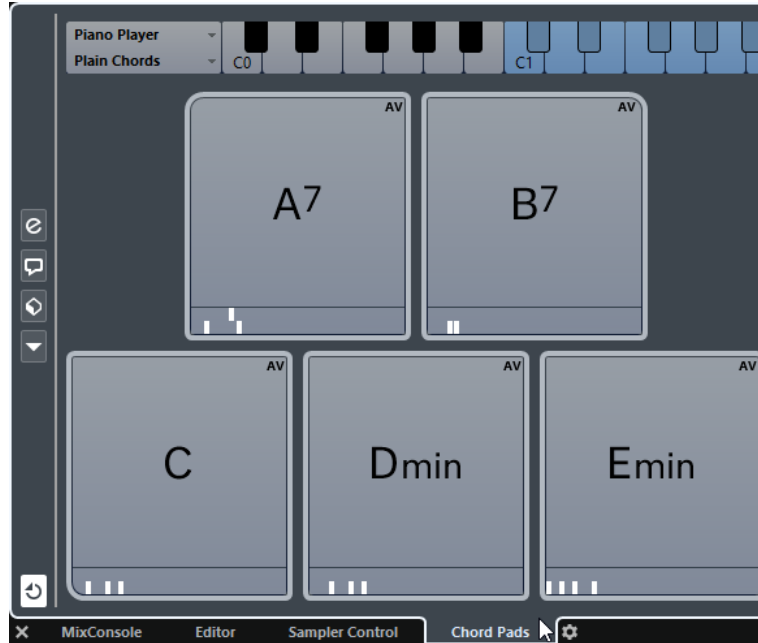 Piano Player
Plain Chords
C0
C1
AV
AV
A7
B7
AV
AV
AV
C
Dmin
Emin
MixConsole
Editor
Sampler Control
Chord Pads